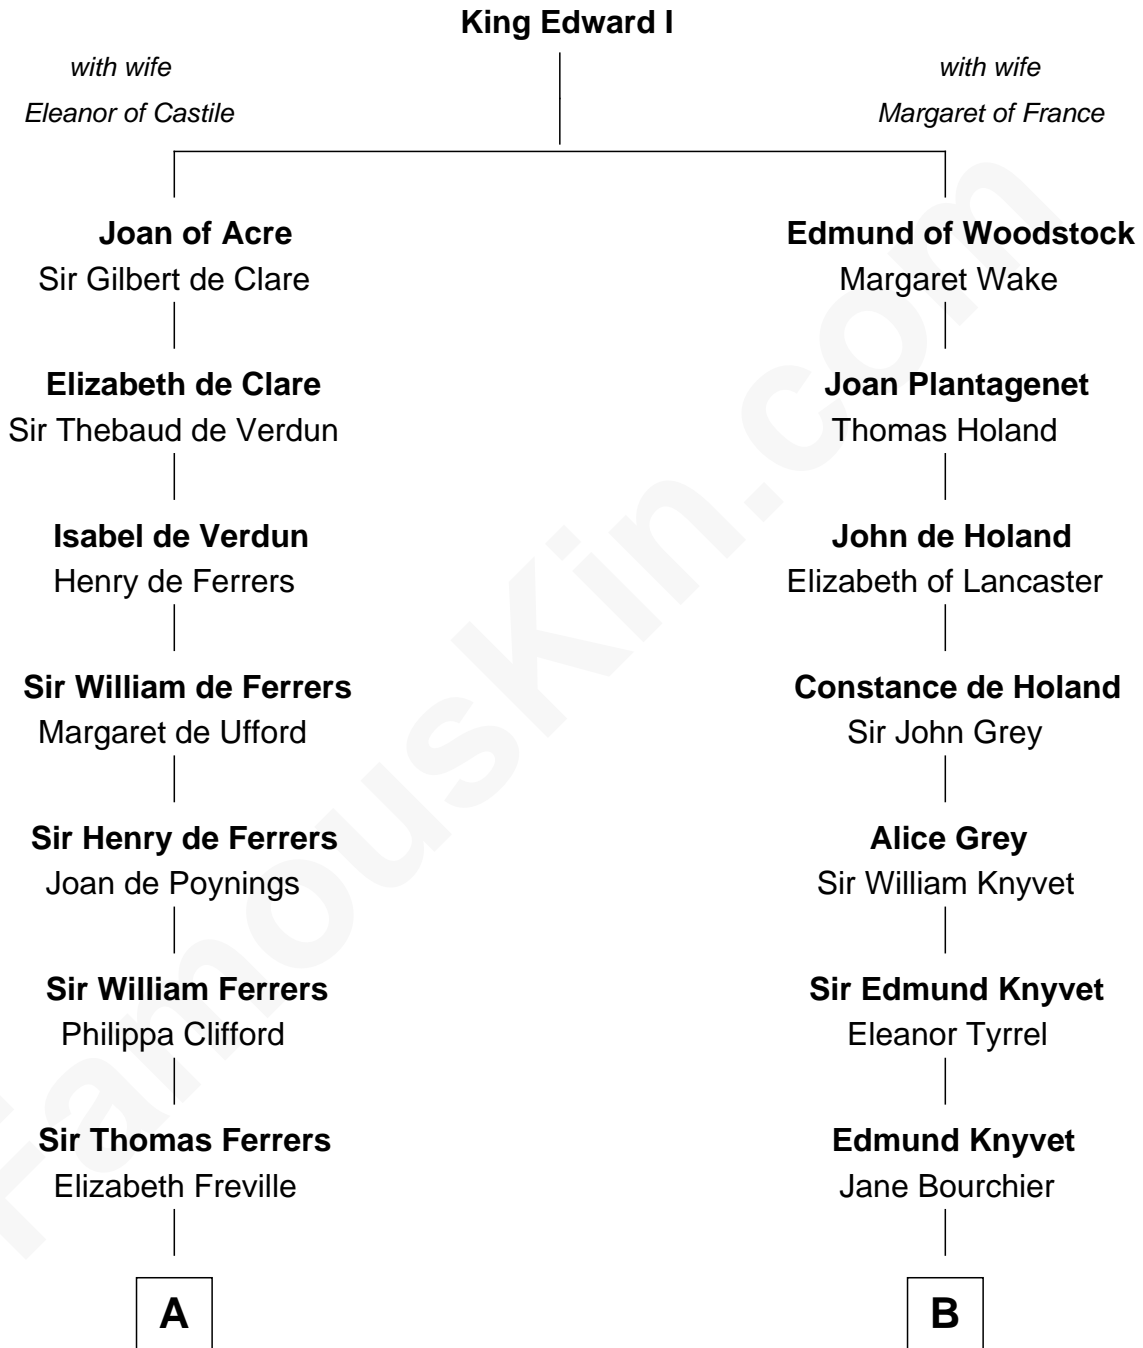 King Edward I
with wife
Eleanor of Castile
with wife
Margaret of France
Joan of Acre
Sir Gilbert de Clare
Edmund of Woodstock
Margaret Wake
Elizabeth de Clare
Sir Thebaud de Verdun
Joan Plantagenet
Thomas Holand
Isabel de Verdun
Henry de Ferrers
John de Holand
Elizabeth of Lancaster
Sir William de Ferrers
Margaret de Ufford
Constance de Holand
Sir John Grey
Sir Henry de Ferrers
Joan de Poynings
Alice Grey
Sir William Knyvet
Sir William Ferrers
Philippa Clifford
Sir Edmund Knyvet
Eleanor Tyrrel
Sir Thomas Ferrers
Elizabeth Freville
Edmund Knyvet
Jane Bourchier
A
B
FamousKin.com